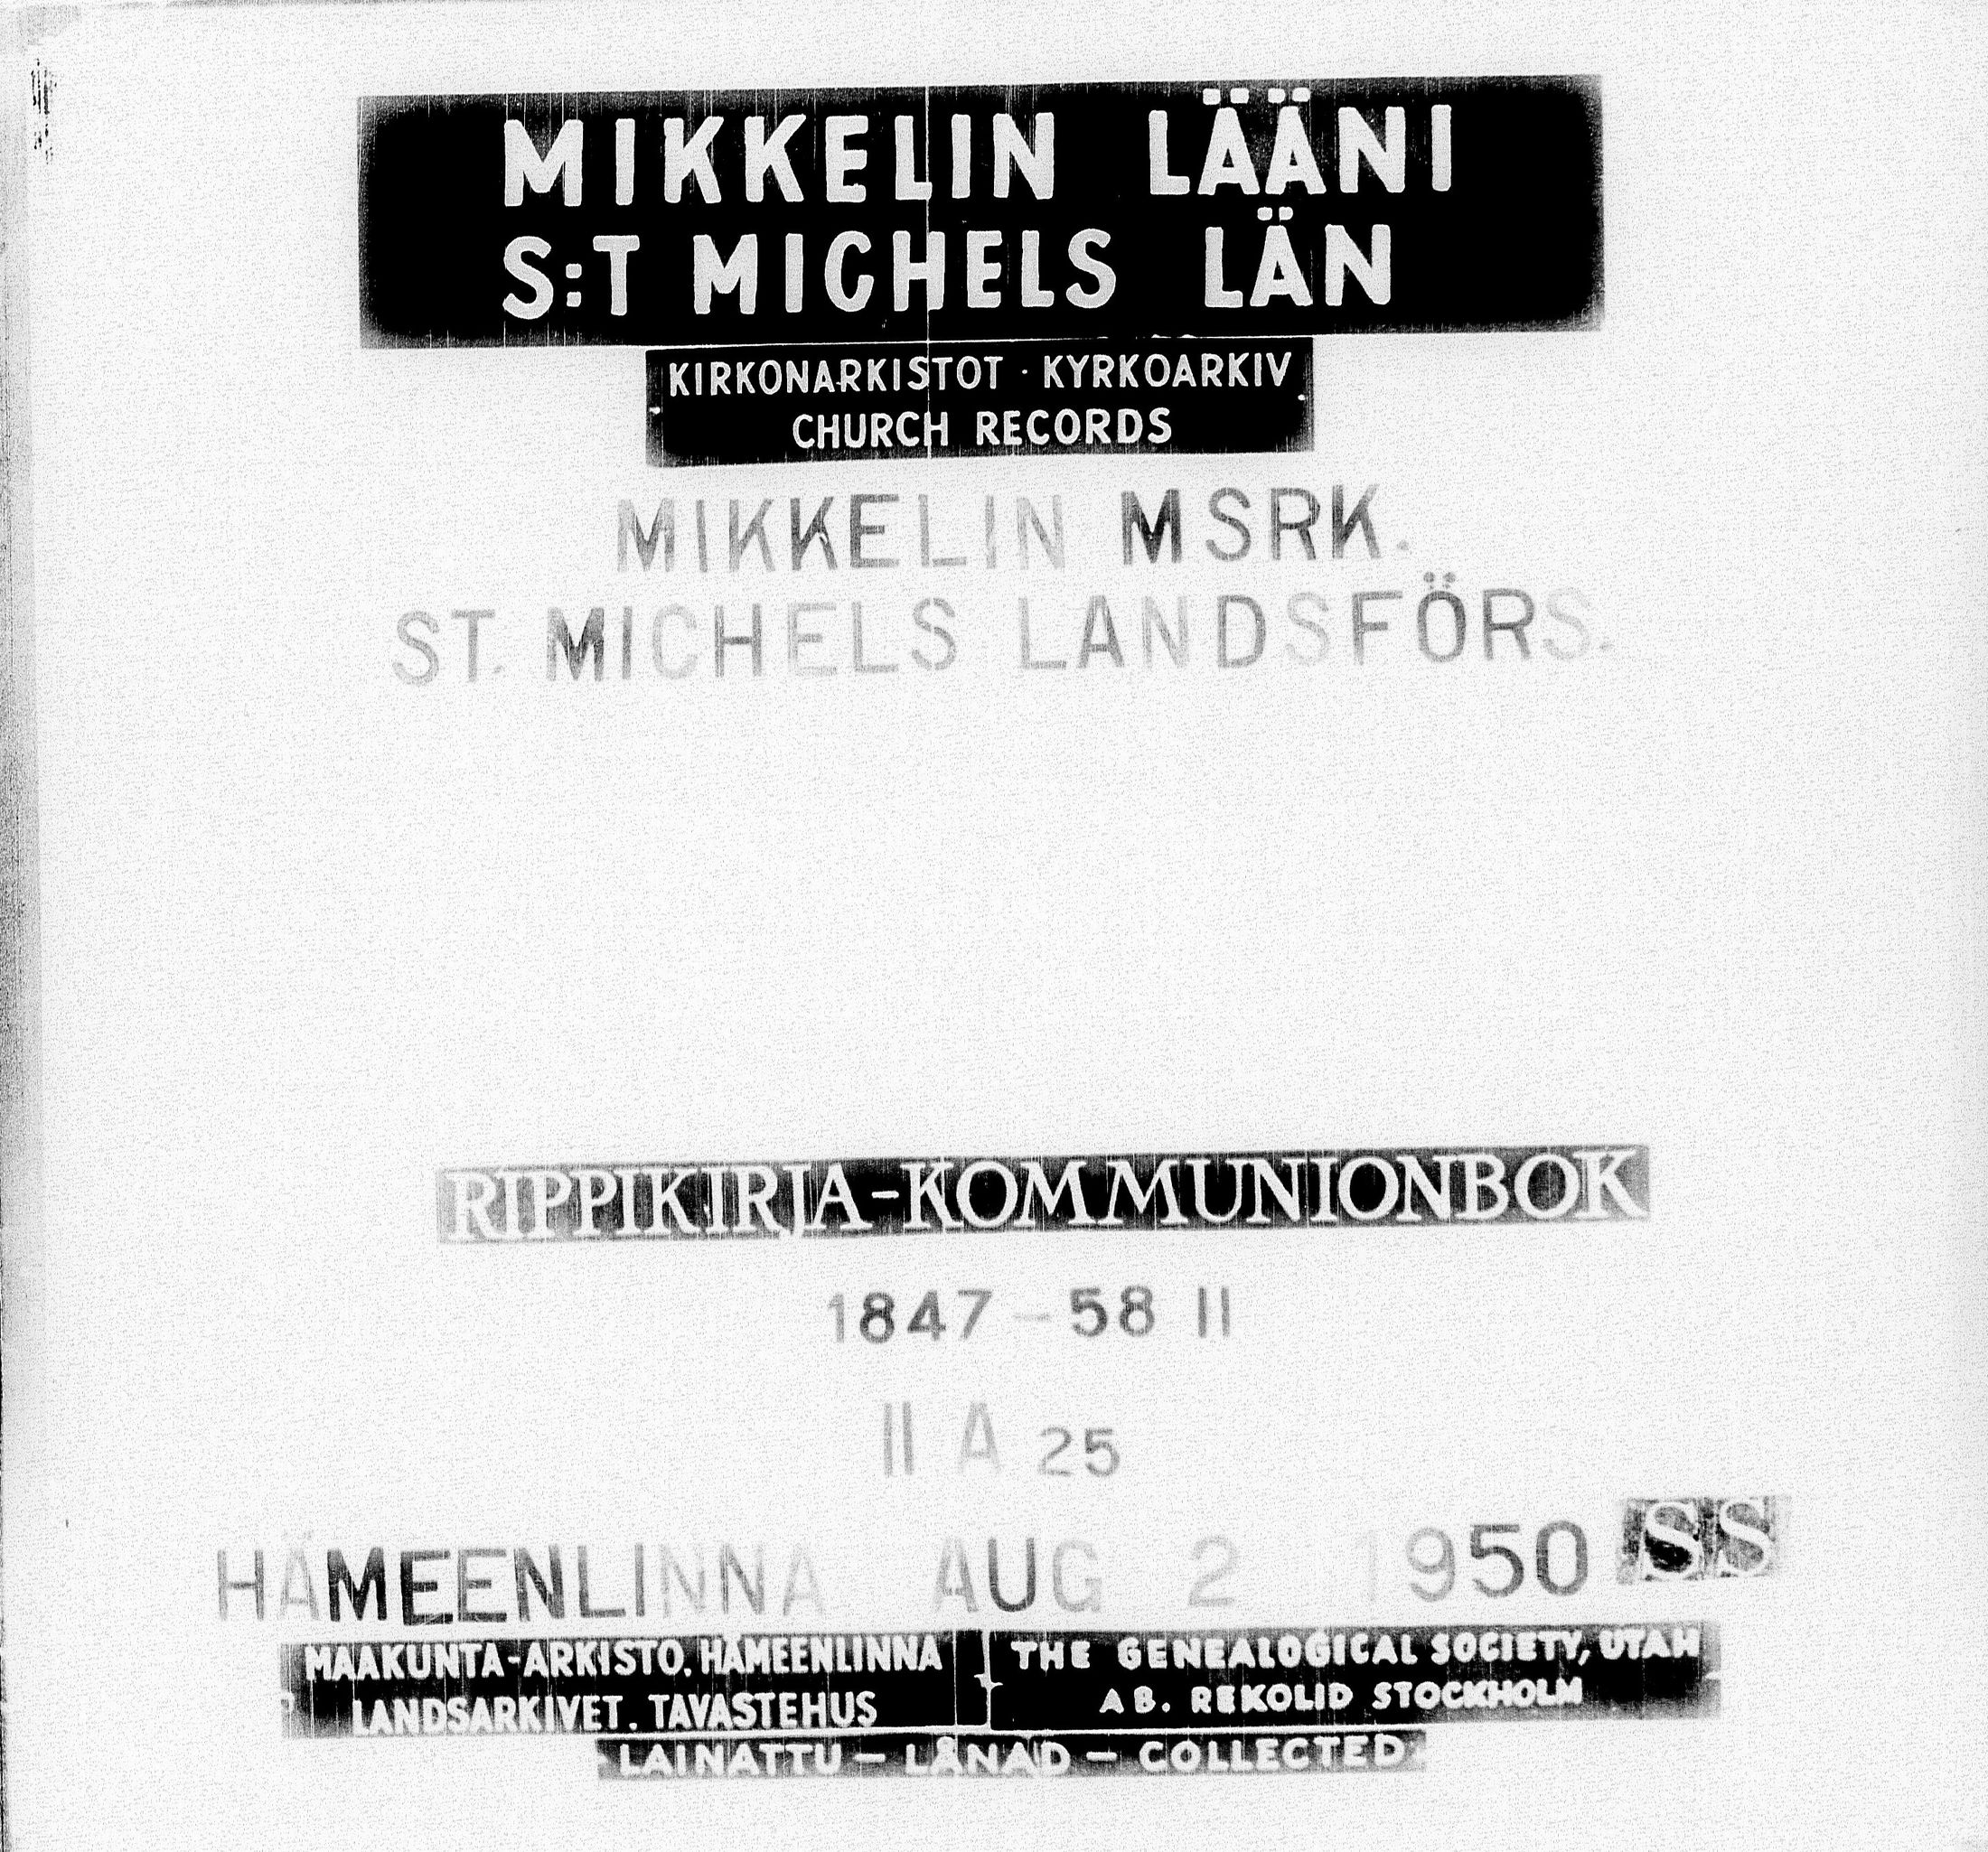 MIKKELIN LÄÄNI
S:T MICHELS LÄN
KIRKONARKISTOT · KYRKOARKIV
CHURCH RECORDS
MIKKELIN MSRK.
ST. MICHELS LANDSFÖRS.
RIPPIKIRJA-KOMMUNIONBOK
1847-58 II
II A 25
HÄMEENLINNA AUG 2 1950 SS
MAAKUNTA-ARKISTO, HÄMEENLINNA
LANDSARKIVET, TAVASTEHUS
THE GENEALOGICAL SOCIETY, UTAH
AB. REKOLID STOCKHOLM
LAINATTU - LÅNAD - COLLECTED